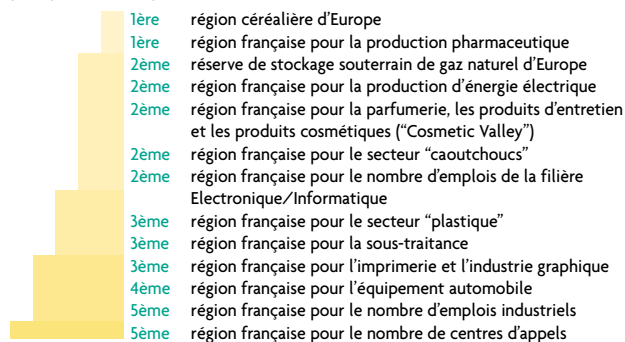 1ère région céréalière d'Europe
1ère région française pour la production pharmaceutique
2ème réserve de stockage souterrain de gaz naturel d'Europe
2ème région française pour la production d'énergie électrique
2ème région française pour la parfumerie, les produits d'entretien
et les produits cosmétiques (“Cosmetic Valley”)
2ème région française pour le secteur “caoutchoucs”
2ème région française pour le nombre d'emplois de la filière
Electronique/Informatique
3ème région française pour le secteur “plastique”
3ème région française pour la sous-traitance
3ème région française pour l'imprimerie et l'industrie graphique
4ème région française pour l'équipement automobile
5ème région française pour le nombre d'emplois industriels
5ème région française pour le nombre de centres d'appels